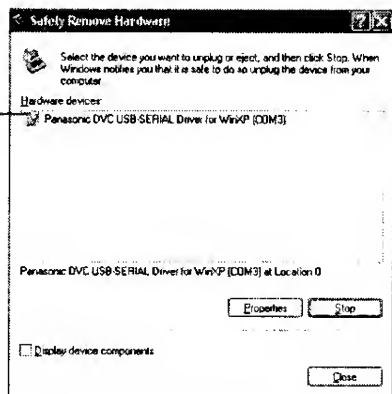 Safely Remove Hardware
Select the device you want to unplug or eject, and then click Stop. When
Windows notifies you that it is safe to do so unplug the device from your
computer.
Hardware devices:
Panasonic DVC USB-SERIAL Driver for WinXP (COM3)
Panasonic DVC USB-SERIAL Driver for WinXP (COM3) at Location 0
Properties
Stop
Display device components
Close